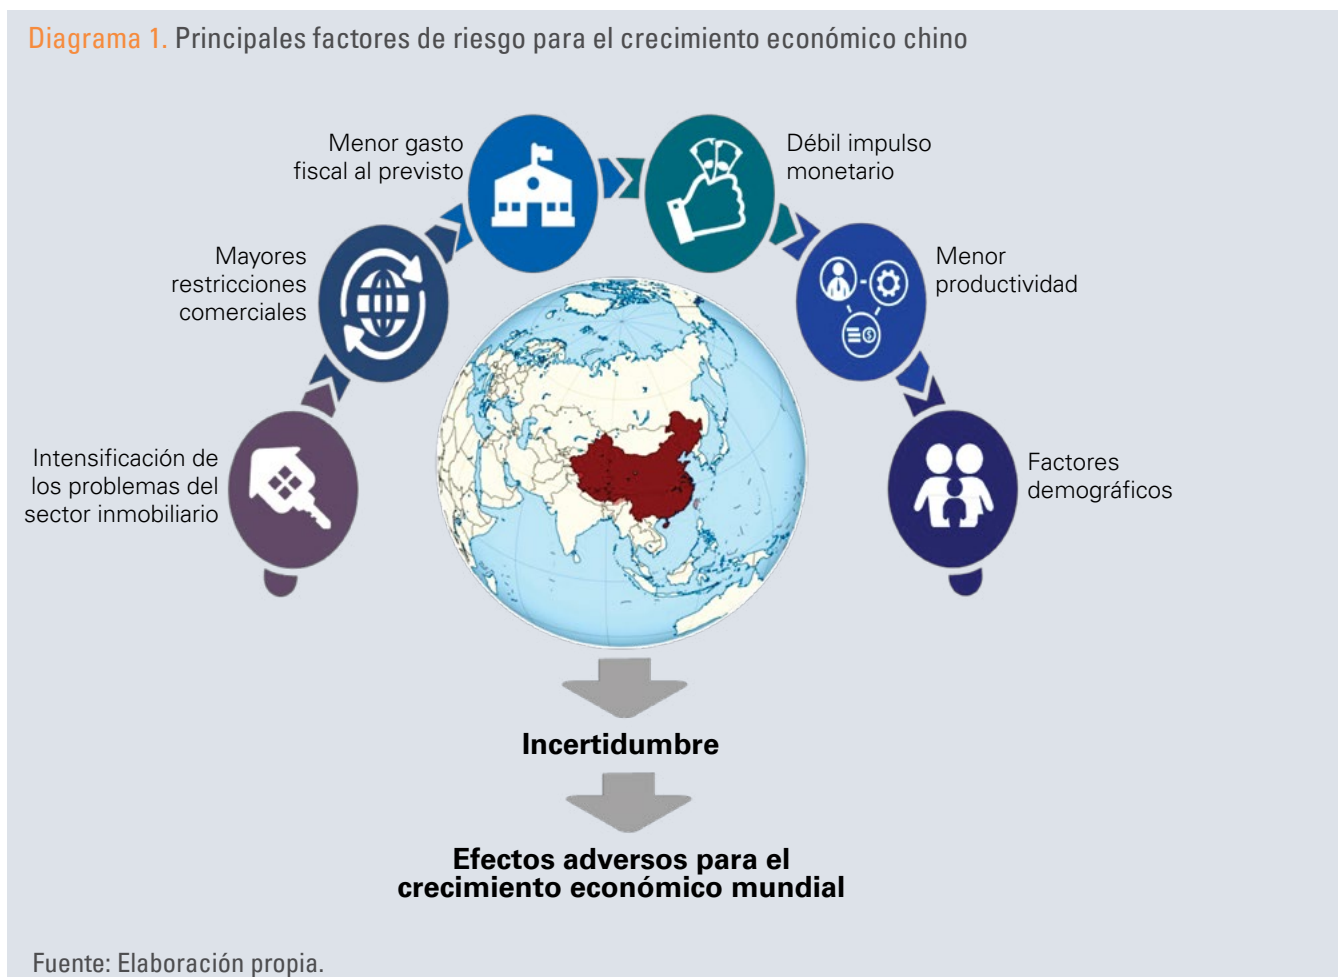 Diagrama 1. Principales factores de riesgo para el crecimiento económico chino
Menor gasto
fiscal al previsto
Débil impulso
monetario
Mayores
restricciones
comerciales
Menor
productividad
Intensificación de
los problemas del
sector inmobiliario
Factores
demográficos
Incertidumbre
Efectos adversos para el
crecimiento económico mundial
Fuente: Elaboración propia.